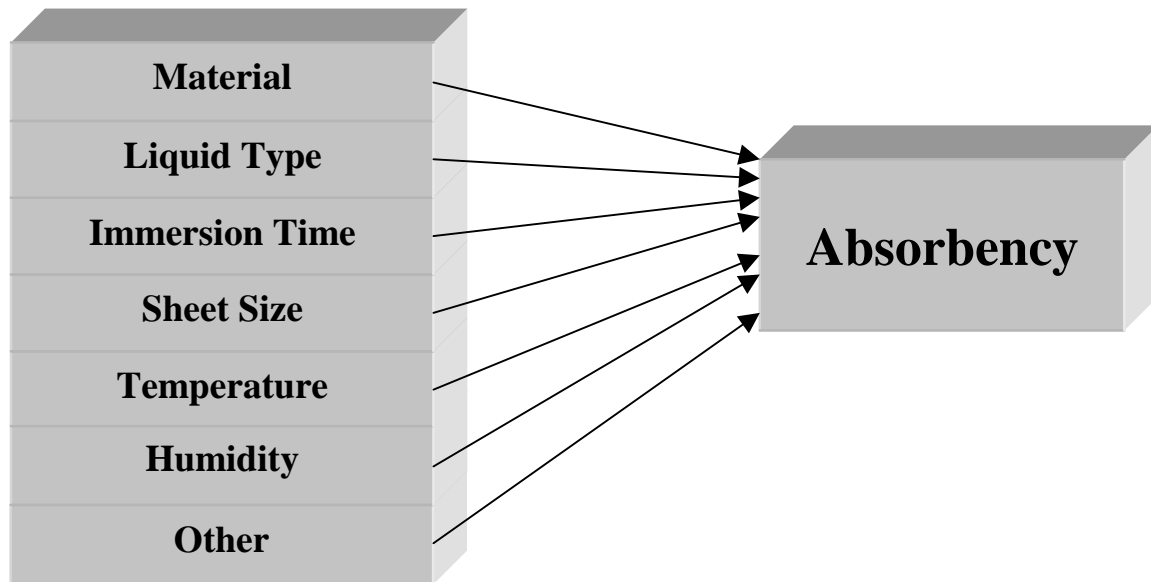 Material
Liquid Type
Immersion Time
Sheet Size
Temperature
Humidity
Other
Absorbency